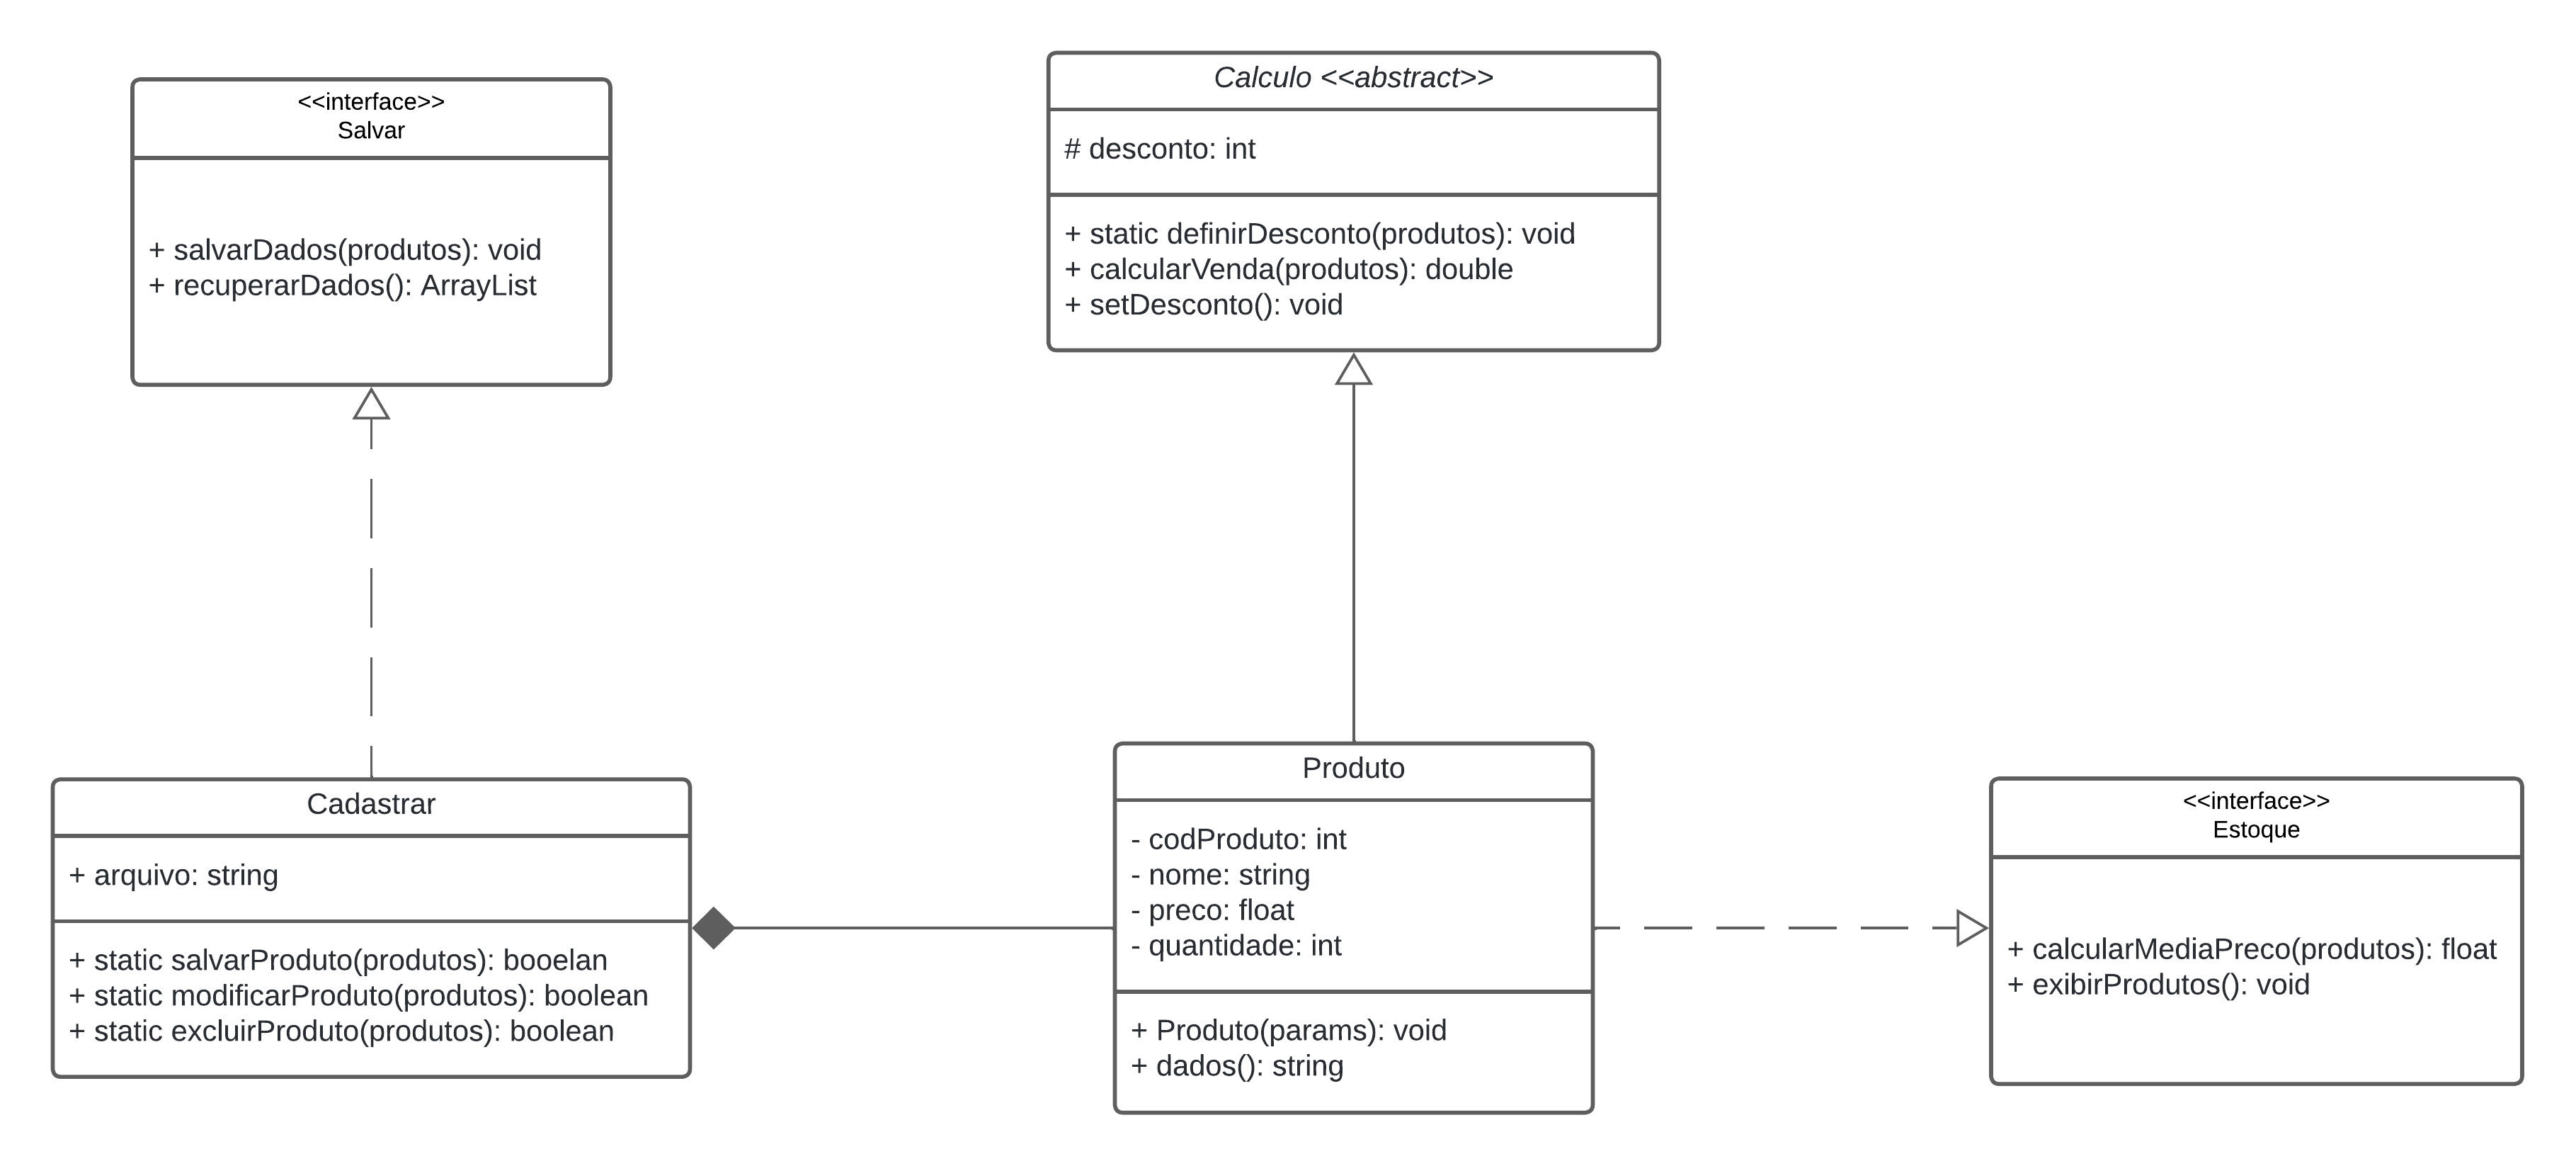 <<interface>>
Salvar
+ salvarDados(produtos): void
+ recuperarDados(): ArrayList
Calculo <<abstract>>
# desconto: int
+ static definirDesconto(produtos): void
+ calcularVenda(produtos): double
+ setDesconto(): void
Cadastrar
+ arquivo: string
+ static salvarProduto(produtos): booelan
+ static modificarProduto(produtos): boolean
+ static excluirProduto(produtos): boolean
Produto
- codProduto: int
- nome: string
- preco: float
- quantidade: int
+ Produto(params): void
+ dados(): string
<<interface>>
Estoque
+ calcularMediaPreco(produtos): float
+ exibirProdutos(): void